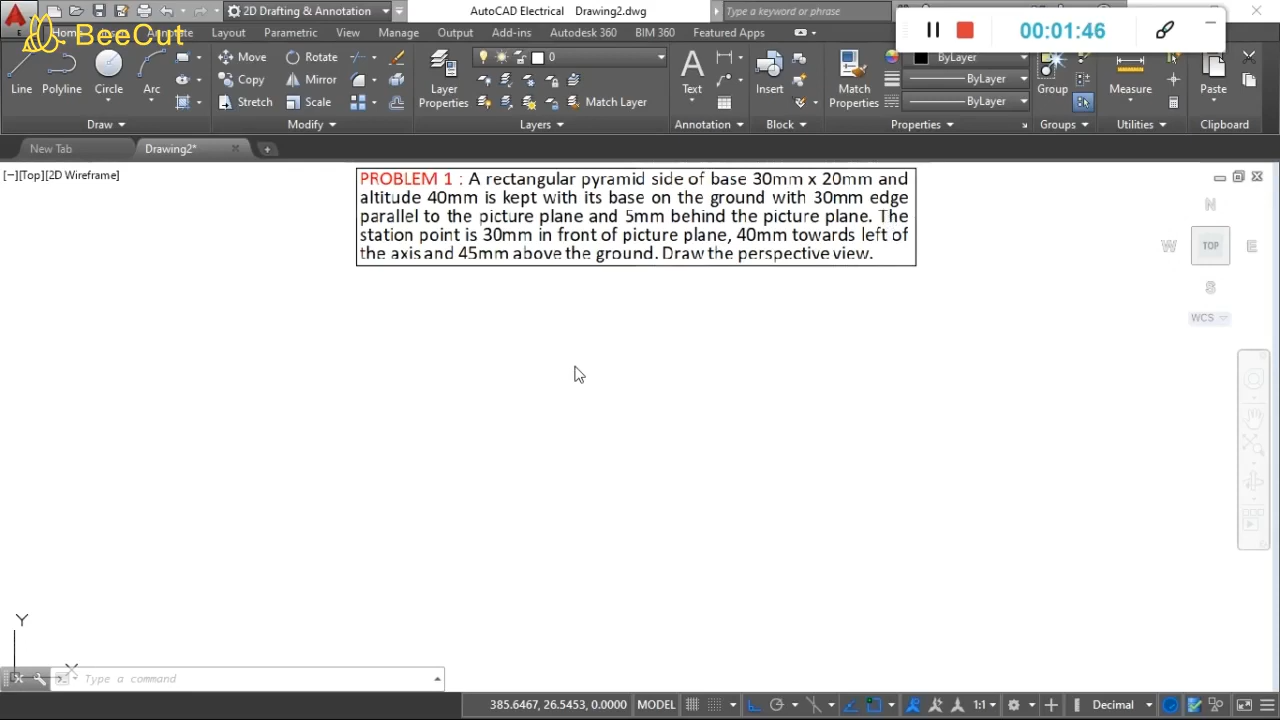 2D Drafting & Annotation
AutoCAD Electrical Drawing2.dwg
Type a keyword or phrase
BeeCut
00:01:46
Layout
View
Output
Add-ins
Autodesk 360
BIM 360
Featured Apps
Move
Rotate
0
ByLayer
Copy
Mirror
ByLayer
Line
Polyline
Circle
Arc
Stretch
Scale
Layer
Properties
Match Layer
Text
Insert
Match
Properties
ByLayer
Group
Measure
Paste
Draw
Modify
Layers
Annotation
Block
Properties
Groups
Utilities
Clipboard
New Tab
Drawing2*
[−][Top][2D Wireframe]
PROBLEM 1 : A rectangular pyramid side of base 30mm x 20mm and
altitude 40mm is kept with its base on the ground with 30mm edge
parallel to the picture plane and 5mm behind the picture plane. The
station point is 30mm in front of picture plane, 40mm towards left of
the axis and 45mm above the ground. Draw the perspective view.
N
W
TOP
E
S
WCS
Y
X
Type a command
385.6467, 26.5453, 0.0000
MODEL
1:1
Decimal